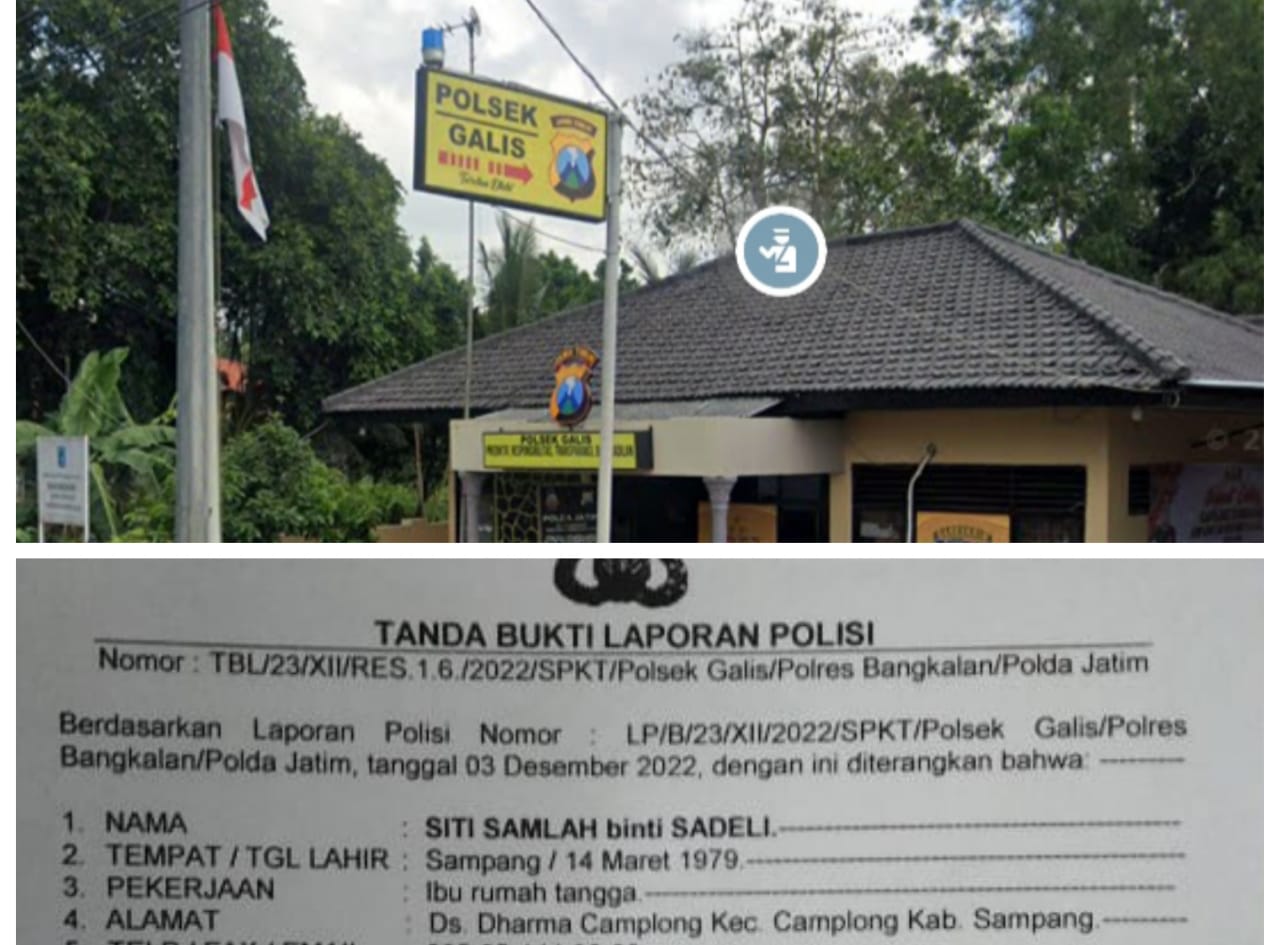 POLSEK
GALIS
POLSEK GALIS
POLDA JATIM
TANDA BUKTI LAPORAN POLISI
Nomor : TBL/23/XII/RES.1.6./2022/SPKT/Polsek Galis/Polres Bangkalan/Polda Jatim
Berdasarkan Laporan Polisi Nomor : LP/B/23/XII/2022/SPKT/Polsek Galis/Polres
Bangkalan/Polda Jatim, tanggal 03 Desember 2022, dengan ini diterangkan bahwa: ----------
1. NAMA : SITI SAMLAH binti SADELI.----------
2. TEMPAT / TGL LAHIR : Sampang / 14 Maret 1979.----------
3. PEKERJAAN : Ibu rumah tangga.----------
4. ALAMAT : Ds. Dharma Camplong Kec. Camplong Kab. Sampang.----------